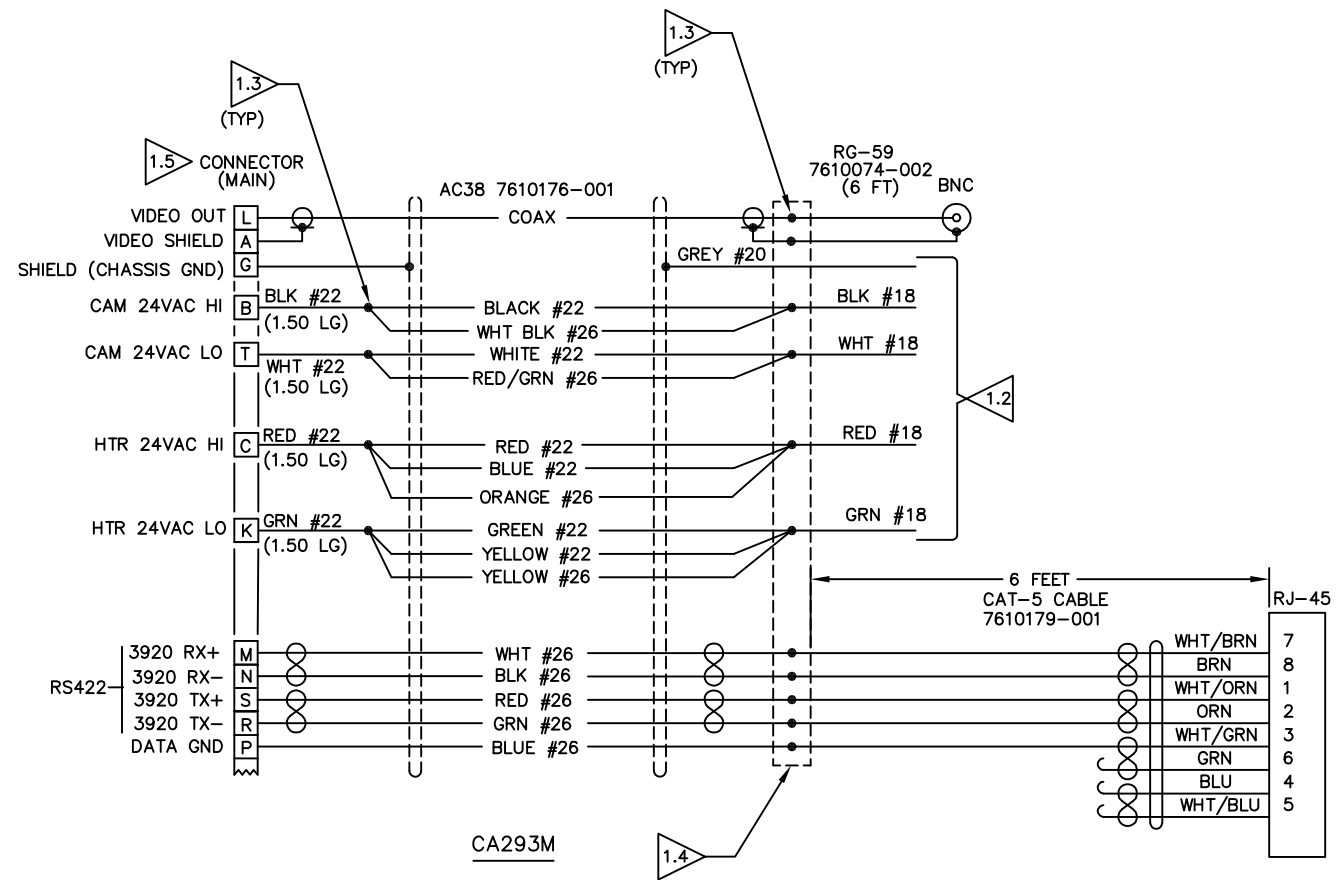 1.3
(TYP)
1.3
(TYP)
1.5
CONNECTOR
(MAIN)
AC38 7610176-001
RG-59
7610074-002
(6 FT)
BNC
VIDEO OUT L COAX
VIDEO SHIELD A
SHIELD (CHASSIS GND) G GREY #20
CAM 24VAC HI B BLK #22 BLACK #22 BLK #18
(1.50 LG) WHT BLK #26
CAM 24VAC LO T WHITE #22 WHT #18
WHT #22 RED/GRN #26
(1.50 LG)
1.2
HTR 24VAC HI C RED #22 RED #22 RED #18
(1.50 LG) BLUE #22
ORANGE #26
HTR 24VAC LO K GRN #22 GREEN #22 GRN #18
(1.50 LG) YELLOW #22
YELLOW #26
6 FEET
CAT-5 CABLE
7610179-001
RJ-45
RS422
3920 RX+ M WHT #26 WHT/BRN 7
3920 RX- N BLK #26 BRN 8
3920 TX+ S RED #26 WHT/ORN 1
3920 TX- R GRN #26 ORN 2
DATA GND P BLUE #26 WHT/GRN 3
GRN 6
BLU 4
WHT/BLU 5
CA293M
1.4